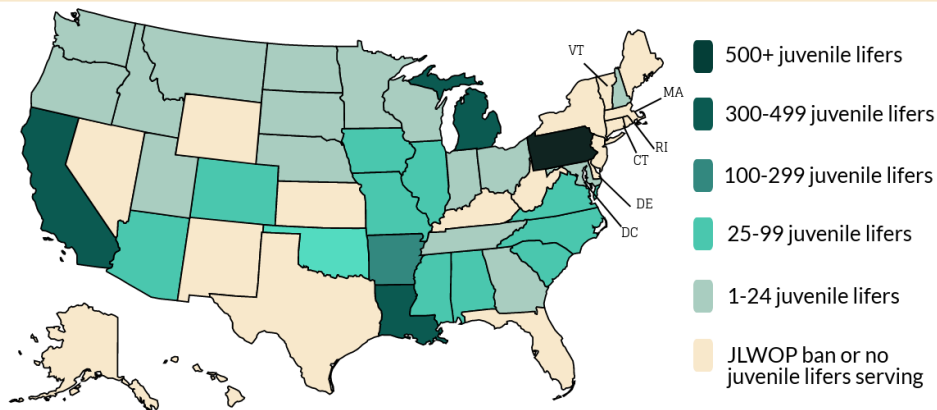 VT
MA
RI
CT
DE
DC
500+ juvenile lifers
300-499 juvenile lifers
100-299 juvenile lifers
25-99 juvenile lifers
1-24 juvenile lifers
JLWOP ban or no
juvenile lifers serving